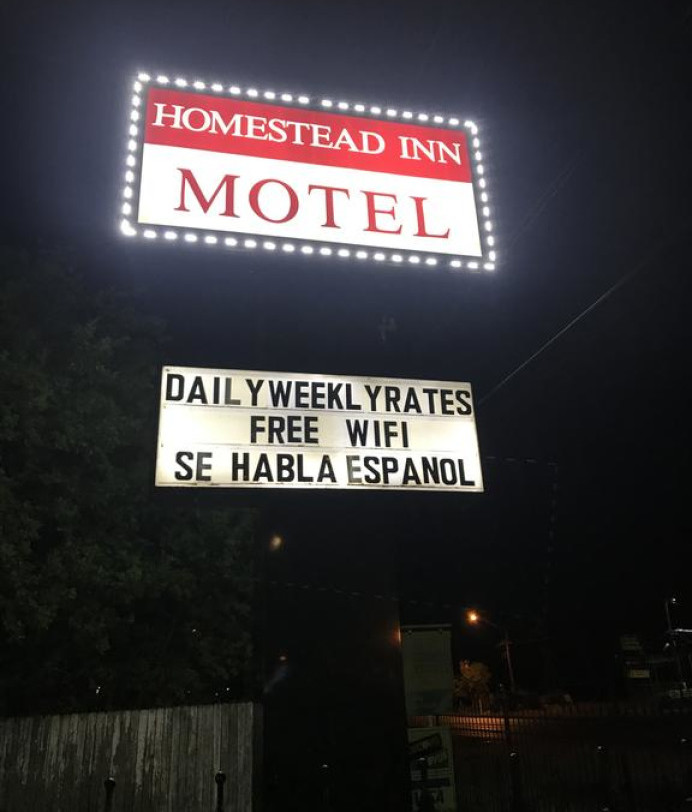 HOMESTEAD INN
MOTEL
DAILYWEEKLYRATES
FREE WIFI
SE HABLA ESPANOL